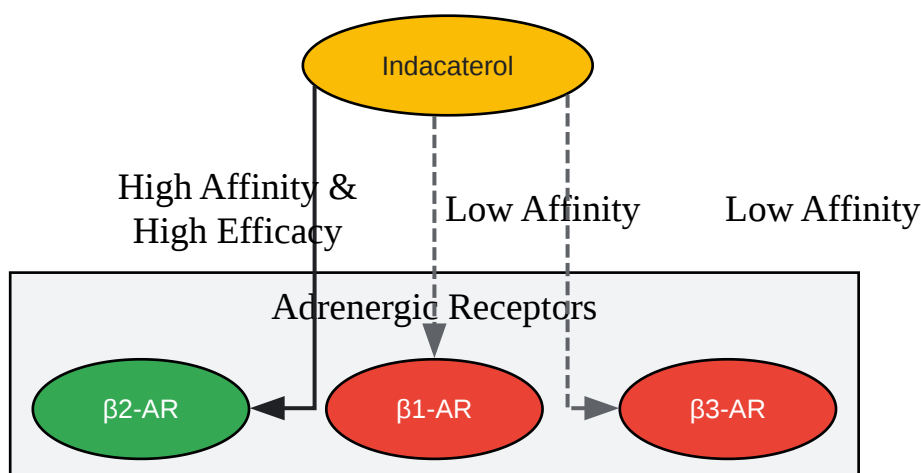 Indacaterol
High Affinity &
High Efficacy
Low Affinity
Low Affinity
Adrenergic Receptors
β2-AR
β1-AR
β3-AR